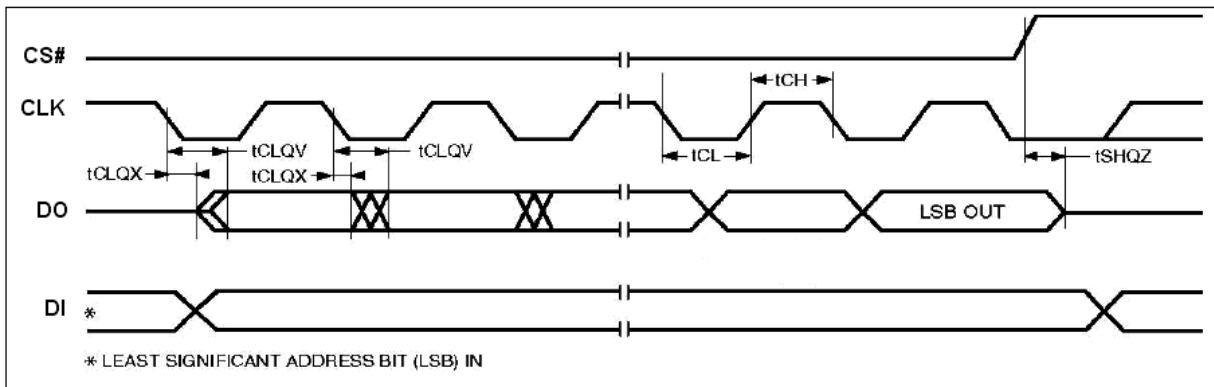 CS#
tCH
CLK
tCLQV
tCLQV
tCL
tSHQZ
tCLQX
tCLQX
DO
LSB OUT
DI
*
* LEAST SIGNIFICANT ADDRESS BIT (LSB) IN